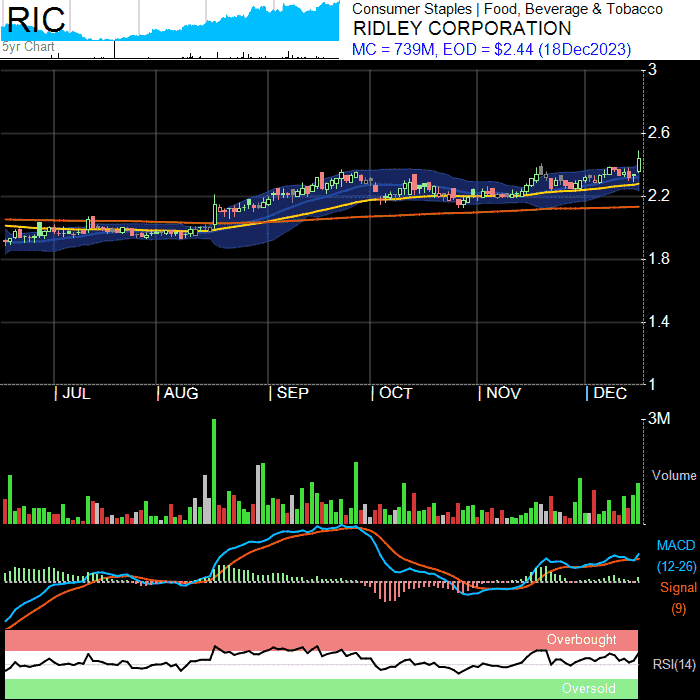 RIC
5yr Chart
Consumer Staples | Food, Beverage & Tobacco
RIDLEY CORPORATION
MC = 739M, EOD = $2.44 (18Dec2023)
3
2.6
2.2
1.8
1.4
1
JUL AUG SEP OCT NOV DEC
3M
Volume
MACD
(12-26)
Signal
(9)
Overbought
RSI(14)
Oversold